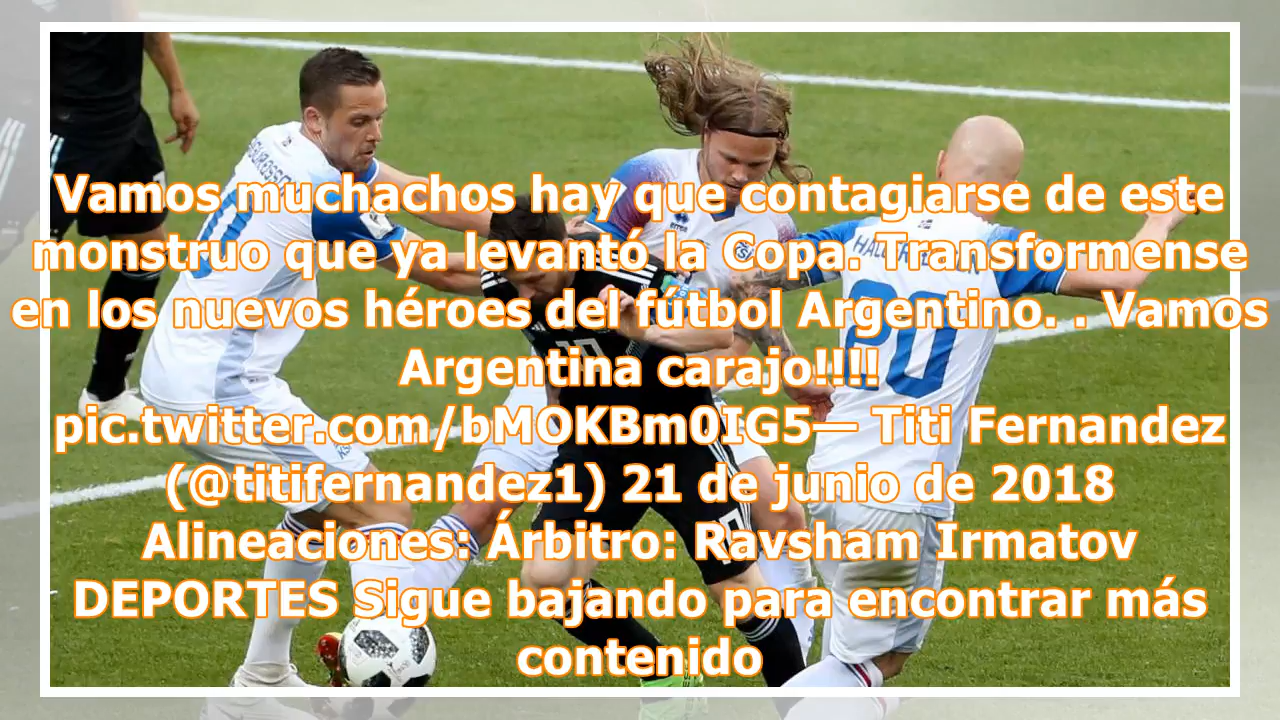 Vamos muchachos hay que contagiarse de este
monstruo que ya levantó la Copa. Transformense
en los nuevos héroes del fútbol Argentino. . Vamos
Argentina carajo!!!!
pic.twitter.com/bMOKBm0IG5— Titi Fernandez
(@titifernandez1) 21 de junio de 2018
Alineaciones: Árbitro: Ravsham Irmatov
DEPORTES Sigue bajando para encontrar más
contenido
20
10